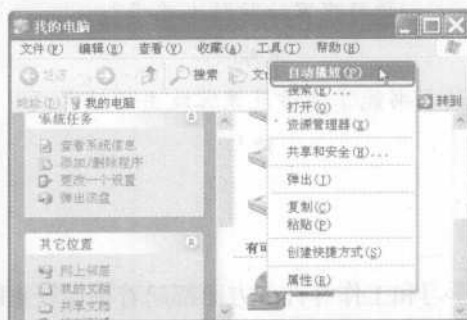 我的电脑
文件(F) 编辑(E) 查看(V) 收藏(A) 工具(T) 帮助(H)
搜索
我的电脑 转到
系统任务
查看系统信息
添加/删除程序
更改一个设置
弹出该盘
其它位置
网上邻居
我的文档
共享文档
自动播放(P)
搜索(E)...
打开(O)
资源管理器(X)
共享和安全(H)...
弹出(J)
复制(C)
粘贴(P)
创建快捷方式(S)
属性(R)
有可